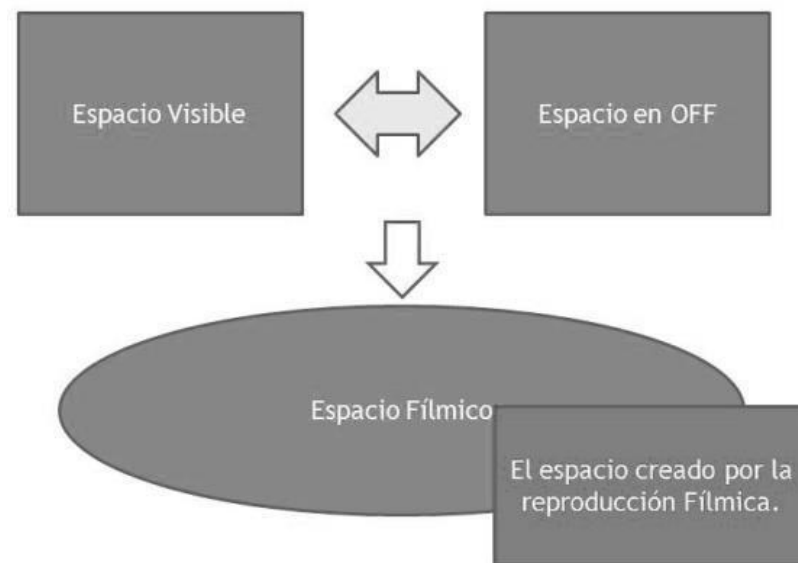 Espacio Visible
Espacio en OFF
Espacio Fílmico
El espacio creado por la
reproducción Fílmica.